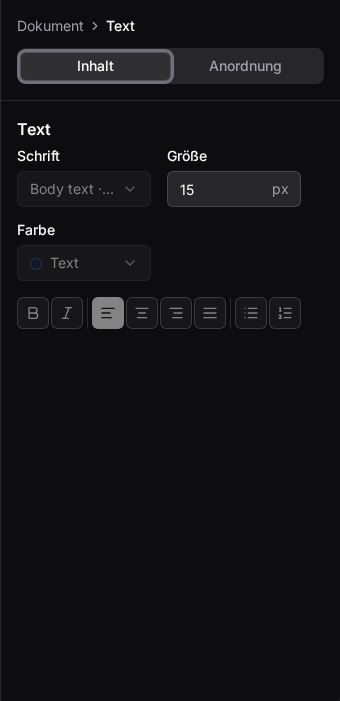 Dokument > Text
Inhalt Anordnung
Text
Schrift Größe
Body text ·... 15 px
Farbe
Text
B I